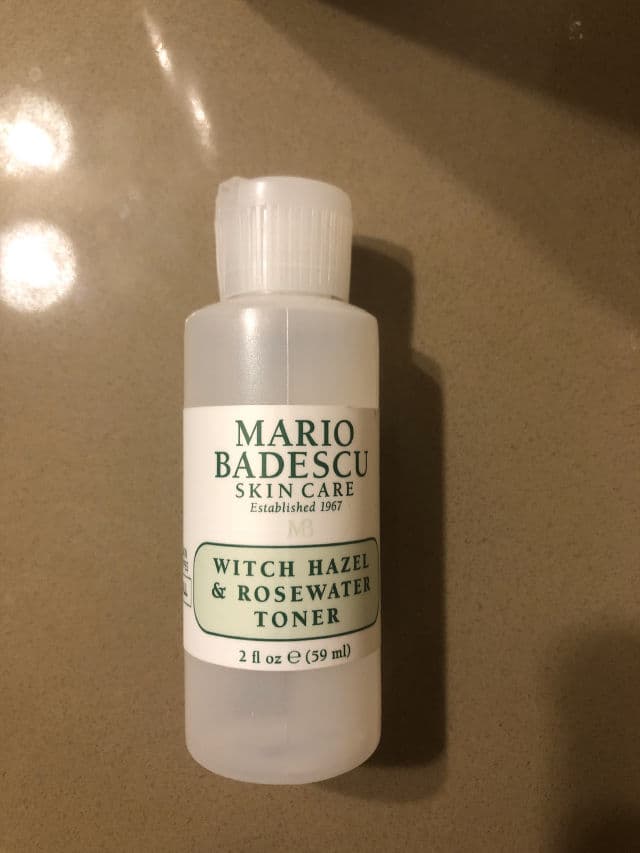 MARIO
BADESCU
SKIN CARE
Established 1967
MB
WITCH HAZEL
& ROSEWATER
TONER
2 fl oz ℮ (59 ml)